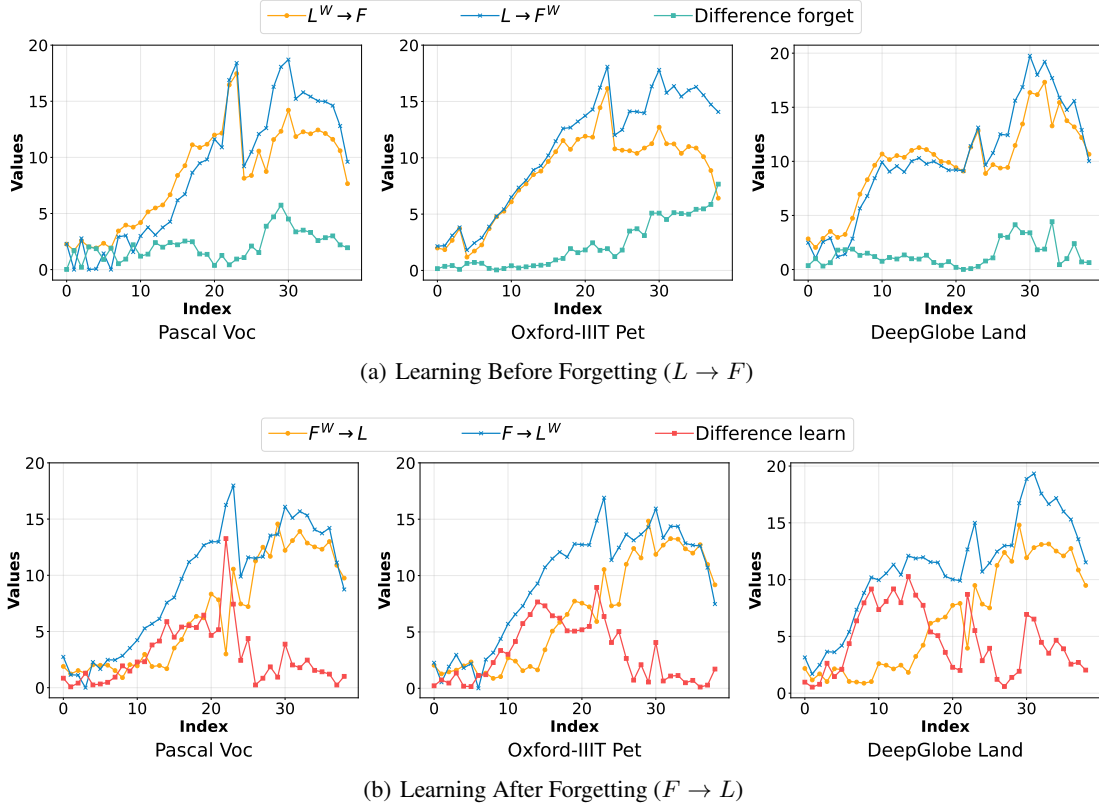 L^W → F L → F^W Difference forget
20 20 20
15 15 15
10 10 10
5 5 5
0 0 0
Values Values Values
0 10 20 30 0 10 20 30 0 10 20 30
Index Index Index
Pascal Voc Oxford-IIIT Pet DeepGlobe Land
(a) Learning Before Forgetting (L → F)
F^W → L F → L^W Difference learn
20 20 20
15 15 15
10 10 10
5 5 5
0 0 0
Values Values Values
0 10 20 30 0 10 20 30 0 10 20 30
Index Index Index
Pascal Voc Oxford-IIIT Pet DeepGlobe Land
(b) Learning After Forgetting (F → L)